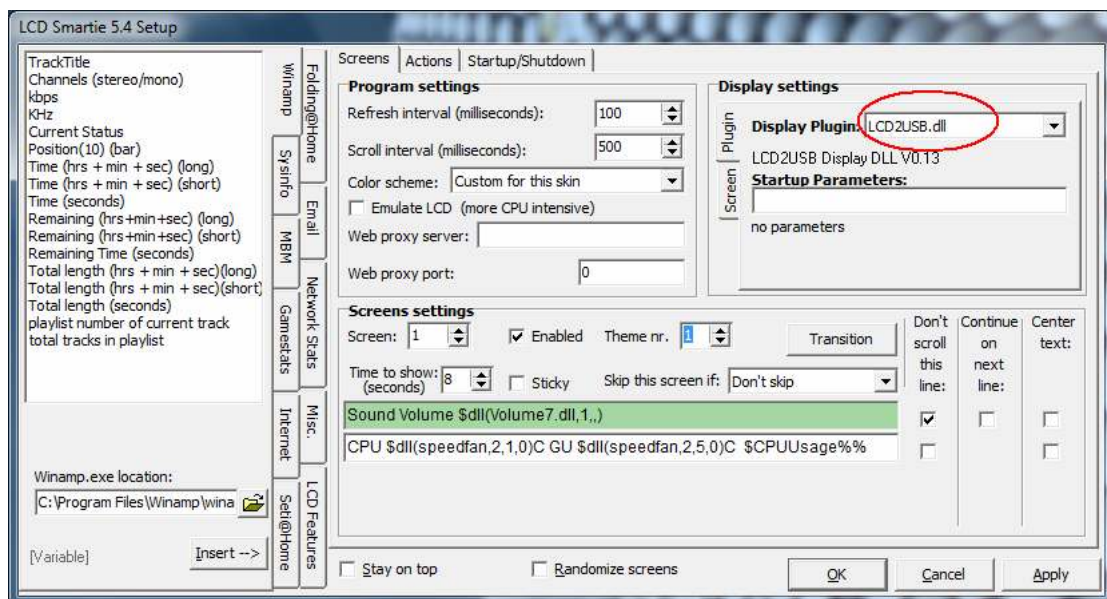 LCD Smartie 5.4 Setup
TrackTitle
Channels (stereo/mono)
kbps
KHz
Current Status
Position(10) (bar)
Time (hrs + min + sec) (long)
Time (hrs + min + sec) (short)
Time (seconds)
Remaining (hrs+min+sec) (long)
Remaining (hrs+min+sec) (short)
Remaining Time (seconds)
Total length (hrs + min + sec)(long)
Total length (hrs + min + sec)(short)
Total length (seconds)
playlist number of current track
total tracks in playlist
Winamp.exe location:
C:\Program Files\Winamp\wina
[Variable]
Insert -->
Winamp
Sysinfo
MBM
Gamestats
Internet
Seti@Home
Folding@Home
Email
Network Stats
Misc.
LCD Features
Screens
Actions
Startup/Shutdown
Program settings
Refresh interval (milliseconds): 100
Scroll interval (milliseconds): 500
Color scheme: Custom for this skin
Emulate LCD (more CPU intensive)
Web proxy server:
Web proxy port: 0
Display settings
Plugin
Screen
Display Plugin: LCD2USB.dll
LCD2USB Display DLL V0.13
Startup Parameters:
no parameters
Screens settings
Screen: 1
Enabled
Theme nr. 1
Transition
Time to show: 8
(seconds)
Sticky
Skip this screen if: Don't skip
Don't
scroll
this
line:
Continue
on
next
line:
Center
text:
Sound Volume $dll(Volume7.dll,1,,)
CPU $dll(speedfan,2,1,0)C GU $dll(speedfan,2,5,0)C $CPUUsage%%
Stay on top
Randomize screens
OK
Cancel
Apply